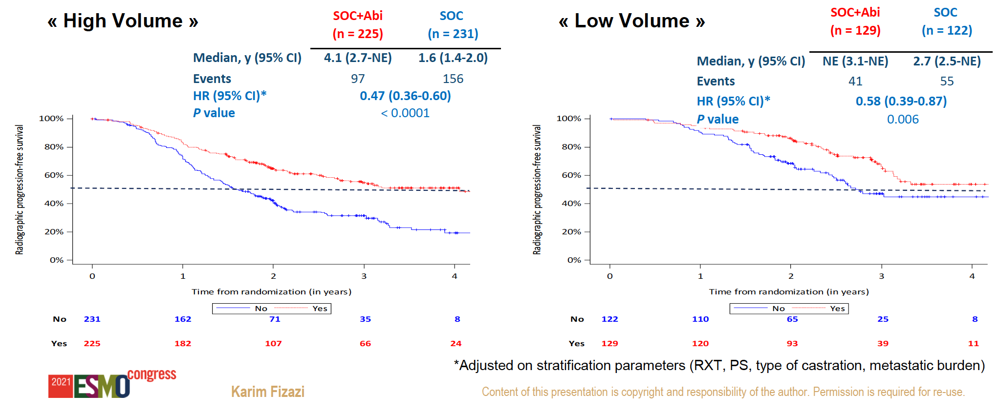 « High Volume »
SOC+Abi SOC
(n = 225) (n = 231)
Median, y (95% CI) 4.1 (2.7-NE) 1.6 (1.4-2.0)
Events 97 156
HR (95% CI)* 0.47 (0.36-0.60)
P value < 0.0001
Radiographic progression-free survival
100%
80%
60%
40%
20%
0%
0 1 2 3 4
Time from randomization (in years)
No Yes
No 231 162 71 35 8
Yes 225 182 107 66 24
« Low Volume »
SOC+Abi SOC
(n = 129) (n = 122)
Median, y (95% CI) NE (3.1-NE) 2.7 (2.5-NE)
Events 41 55
HR (95% CI)* 0.58 (0.39-0.87)
P value 0.006
Radiographic progression-free survival
100%
80%
60%
40%
20%
0%
0 1 2 3 4
Time from randomization (in years)
No Yes
No 122 110 65 25 8
Yes 129 120 93 39 11
*Adjusted on stratification parameters (RXT, PS, type of castration, metastatic burden)
2021 ESMO congress
Karim Fizazi
Content of this presentation is copyright and responsibility of the author. Permission is required for re-use.